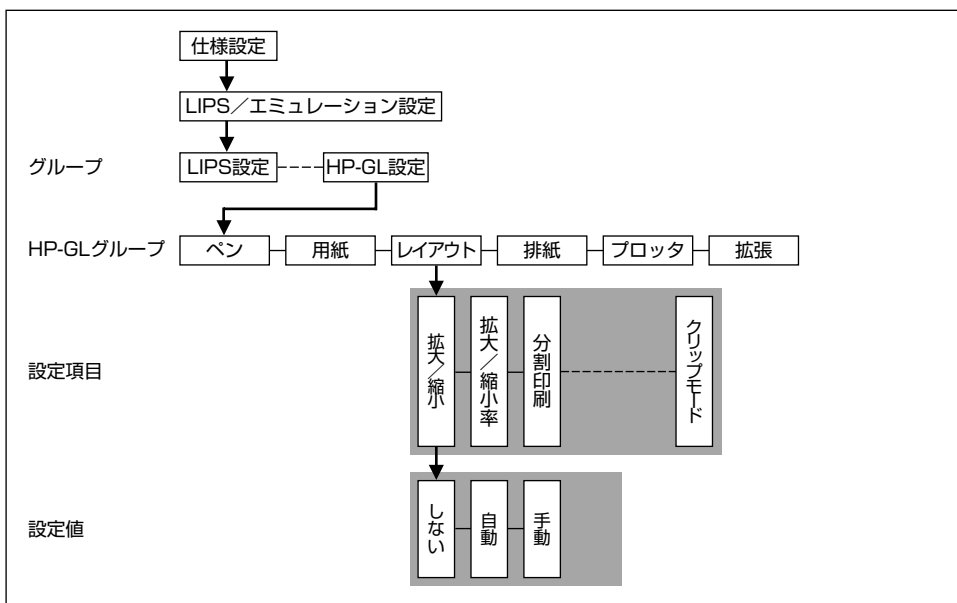 仕様設定
LIPS／エミュレーション設定
グループ
LIPS設定
HP-GL設定
HP-GLグループ
ペン
用紙
レイアウト
排紙
プロッタ
拡張
設定項目
拡大／縮小
拡大／縮小率
分割印刷
クリップモード
設定値
しない
自動
手動